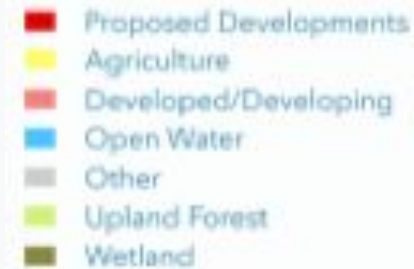 Proposed Developments
Agriculture
Developed/Developing
Open Water
Other
Upland Forest
Wetland